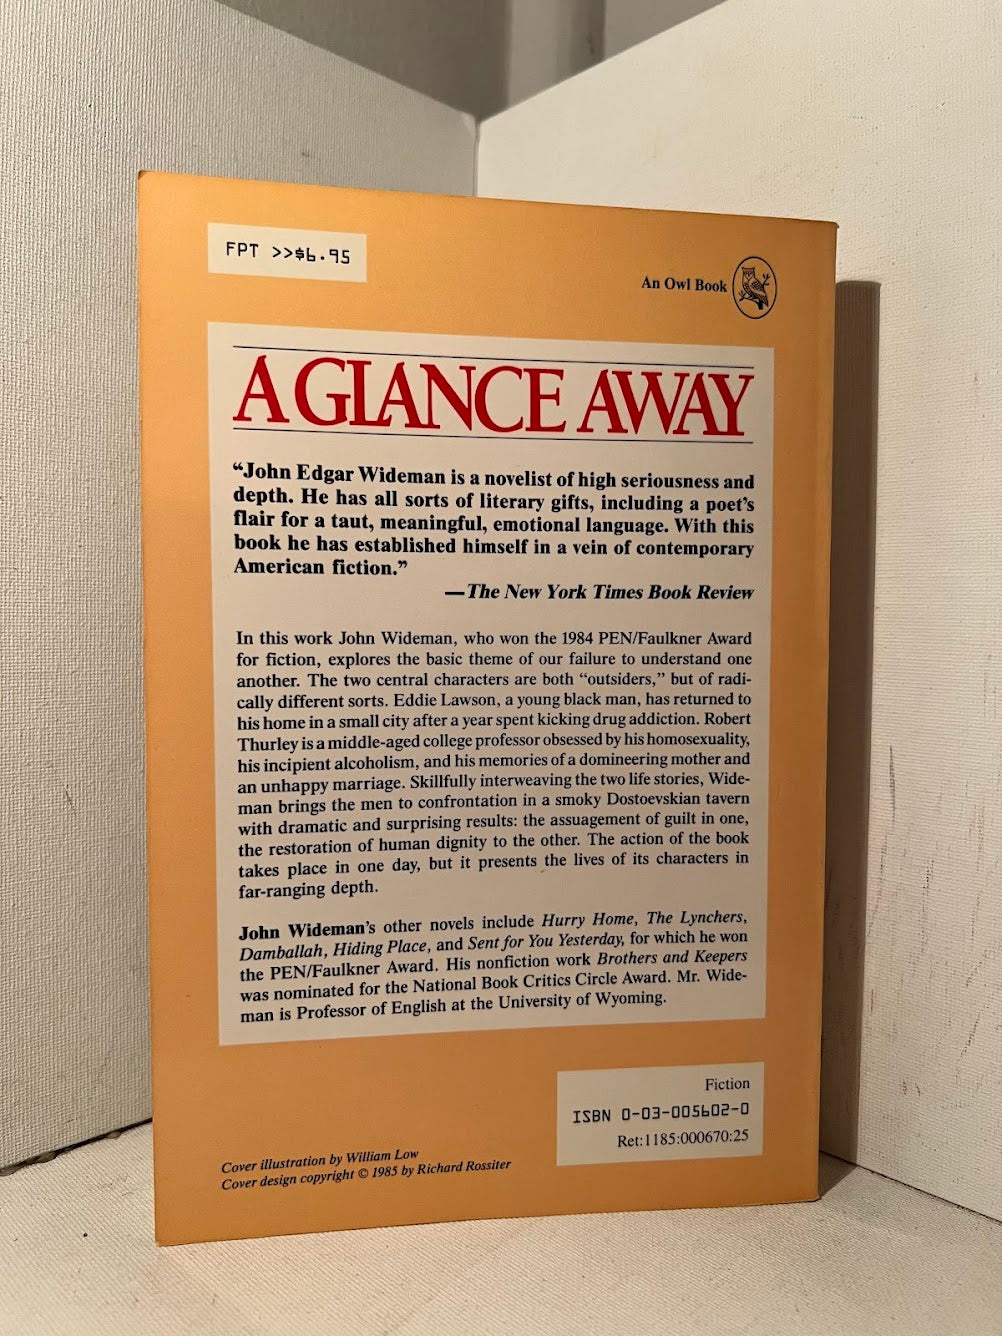 FPT >>$6.95
An Owl Book
A GLANCE AWAY
“John Edgar Wideman is a novelist of high seriousness and
depth. He has all sorts of literary gifts, including a poet’s
flair for a taut, meaningful, emotional language. With this
book he has established himself in a vein of contemporary
American fiction.”
—The New York Times Book Review
In this work John Wideman, who won the 1984 PEN/Faulkner Award
for fiction, explores the basic theme of our failure to understand one
another. The two central characters are both “outsiders,” but of radi-
cally different sorts. Eddie Lawson, a young black man, has returned to
his home in a small city after a year spent kicking drug addiction. Robert
Thurley is a middle-aged college professor obsessed by his homosexuality,
his incipient alcoholism, and his memories of a domineering mother and
an unhappy marriage. Skillfully interweaving the two life stories, Wide-
man brings the men to confrontation in a smoky Dostoevskian tavern
with dramatic and surprising results: the assuagement of guilt in one,
the restoration of human dignity to the other. The action of the book
takes place in one day, but it presents the lives of its characters in
far-ranging depth.
John Wideman’s other novels include Hurry Home, The Lynchers,
Damballah, Hiding Place, and Sent for You Yesterday, for which he won
the PEN/Faulkner Award. His nonfiction work Brothers and Keepers
was nominated for the National Book Critics Circle Award. Mr. Wide-
man is Professor of English at the University of Wyoming.
Fiction
ISBN 0-03-005602-0
Ret:1185:000670:25
Cover illustration by William Low
Cover design copyright © 1985 by Richard Rossiter